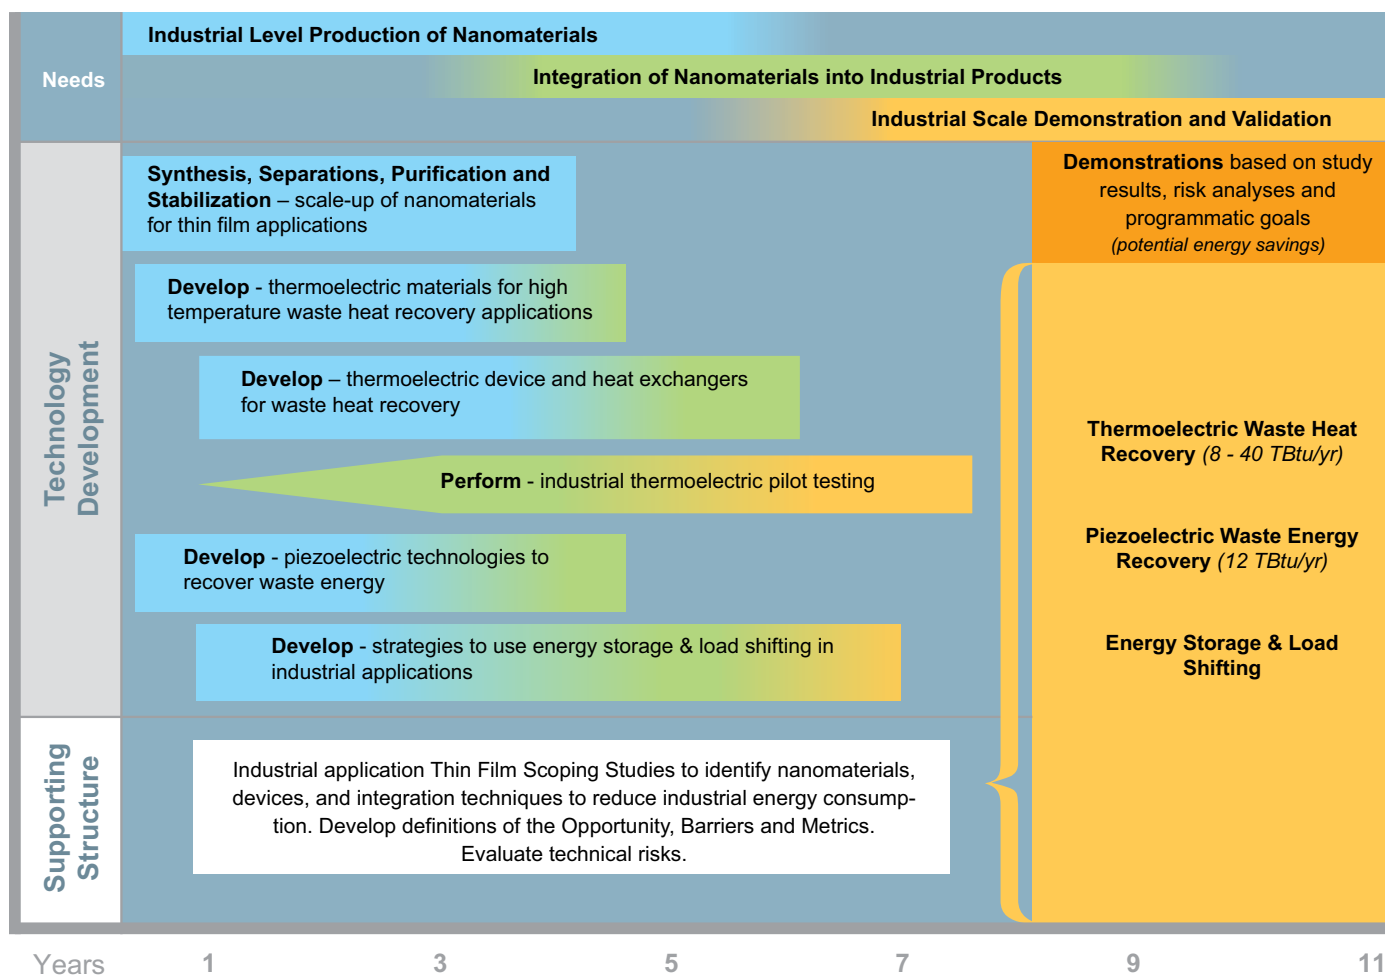 Needs
Industrial Level Production of Nanomaterials
Integration of Nanomaterials into Industrial Products
Industrial Scale Demonstration and Validation
Technology
Development
Synthesis, Separations, Purification and
Stabilization – scale-up of nanomaterials
for thin film applications
Develop - thermoelectric materials for high
temperature waste heat recovery applications
Develop – thermoelectric device and heat exchangers
for waste heat recovery
Perform - industrial thermoelectric pilot testing
Develop - piezoelectric technologies to
recover waste energy
Develop - strategies to use energy storage & load shifting in
industrial applications
Demonstrations based on study
results, risk analyses and
programmatic goals
(potential energy savings)
Thermoelectric Waste Heat
Recovery (8 - 40 TBtu/yr)
Piezoelectric Waste Energy
Recovery (12 TBtu/yr)
Energy Storage & Load
Shifting
Supporting
Structure
Industrial application Thin Film Scoping Studies to identify nanomaterials,
devices, and integration techniques to reduce industrial energy consump-
tion. Develop definitions of the Opportunity, Barriers and Metrics.
Evaluate technical risks.
Years 1 3 5 7 9 11